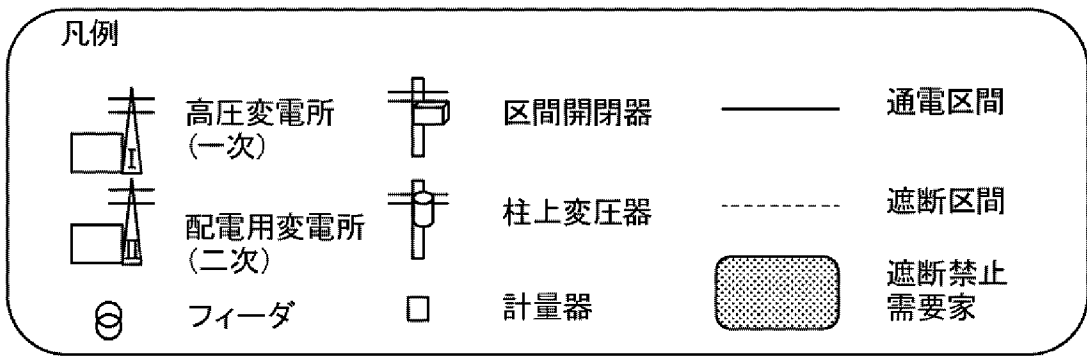 凡例
高圧変電所
(一次)
I
配電用変電所
(二次)
II
フィーダ
区間開閉器
柱上変圧器
計量器
通電区間
遮断区間
遮断禁止
需要家